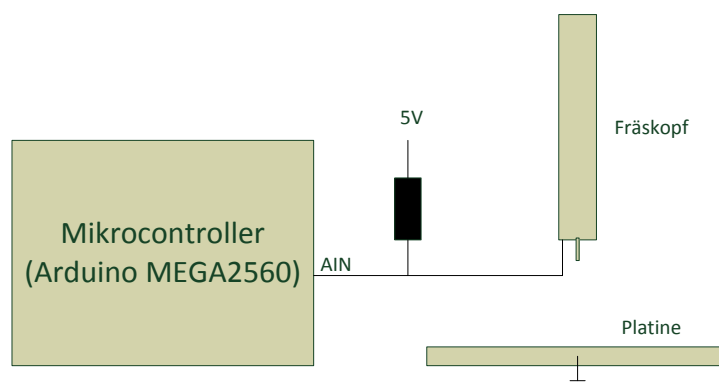 5V
Fräskopf
Mikrocontroller
(Arduino MEGA2560)
AIN
Platine